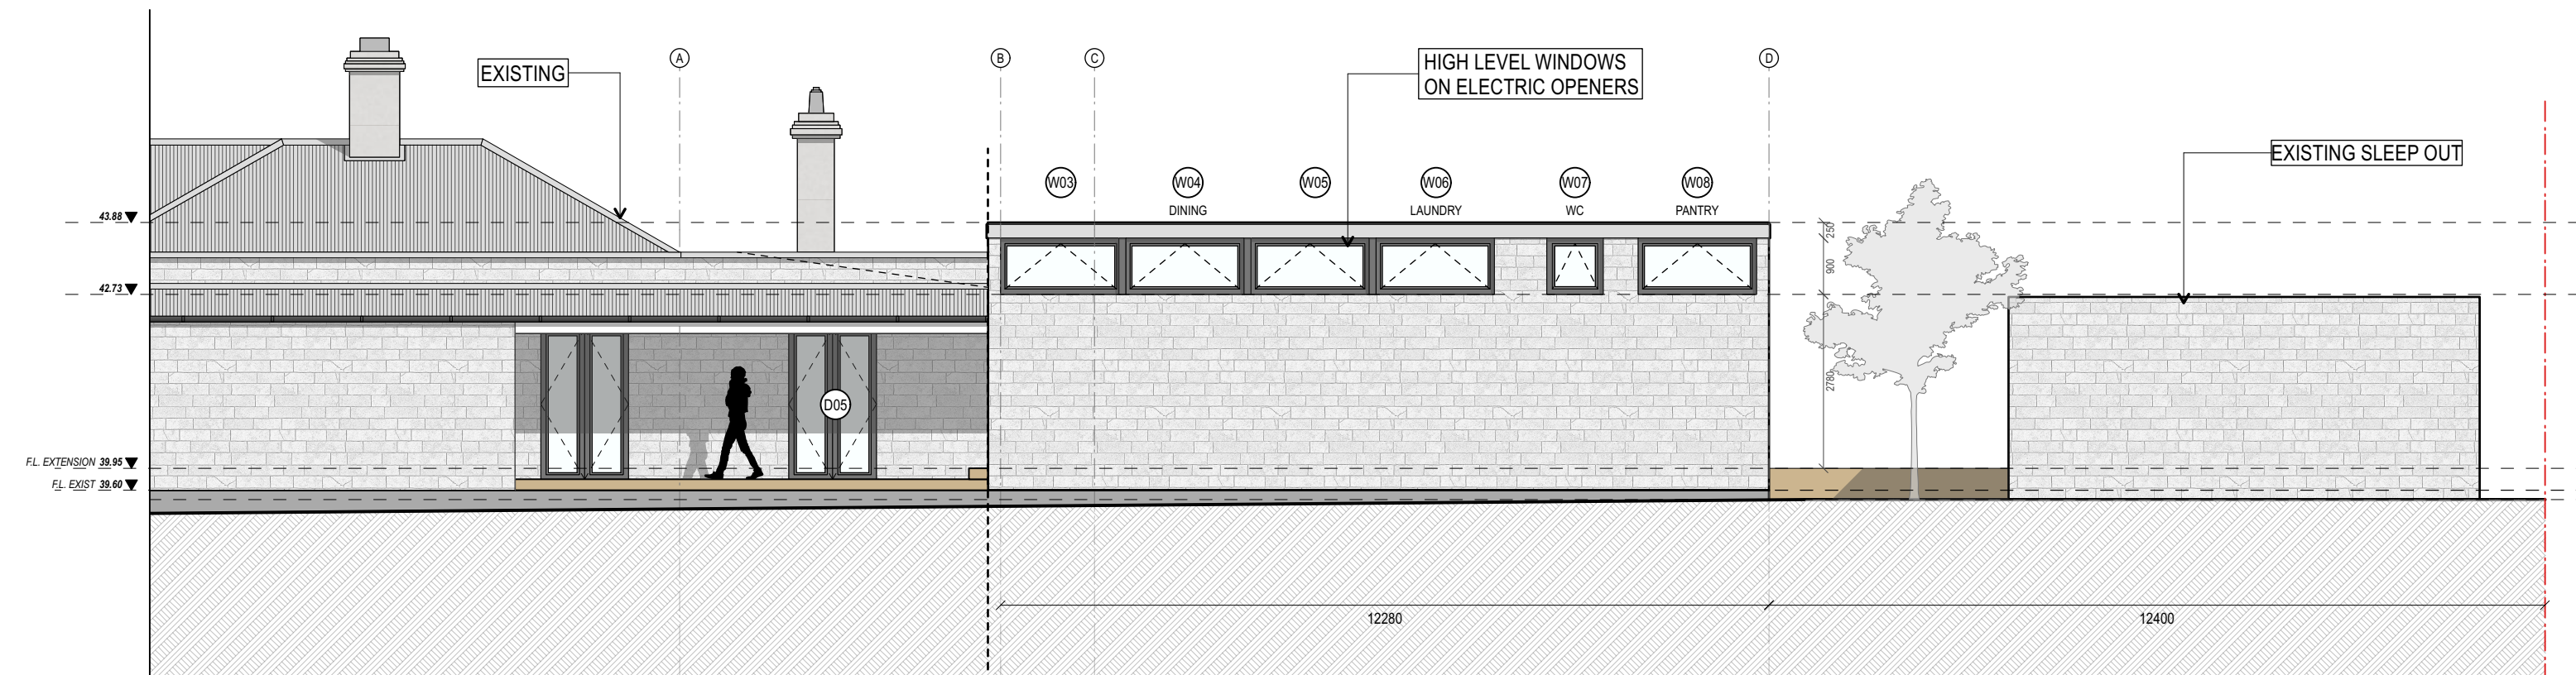 A
B
C
D
EXISTING
HIGH LEVEL WINDOWS
ON ELECTRIC OPENERS
EXISTING SLEEP OUT
W03
W04
W05
W06
W07
W08
DINING
LAUNDRY
WC
PANTRY
43.88
250
900
42.73
2780
D05
F.L. EXTENSION 39.95
F.L. EXIST 39.60
12280
12400